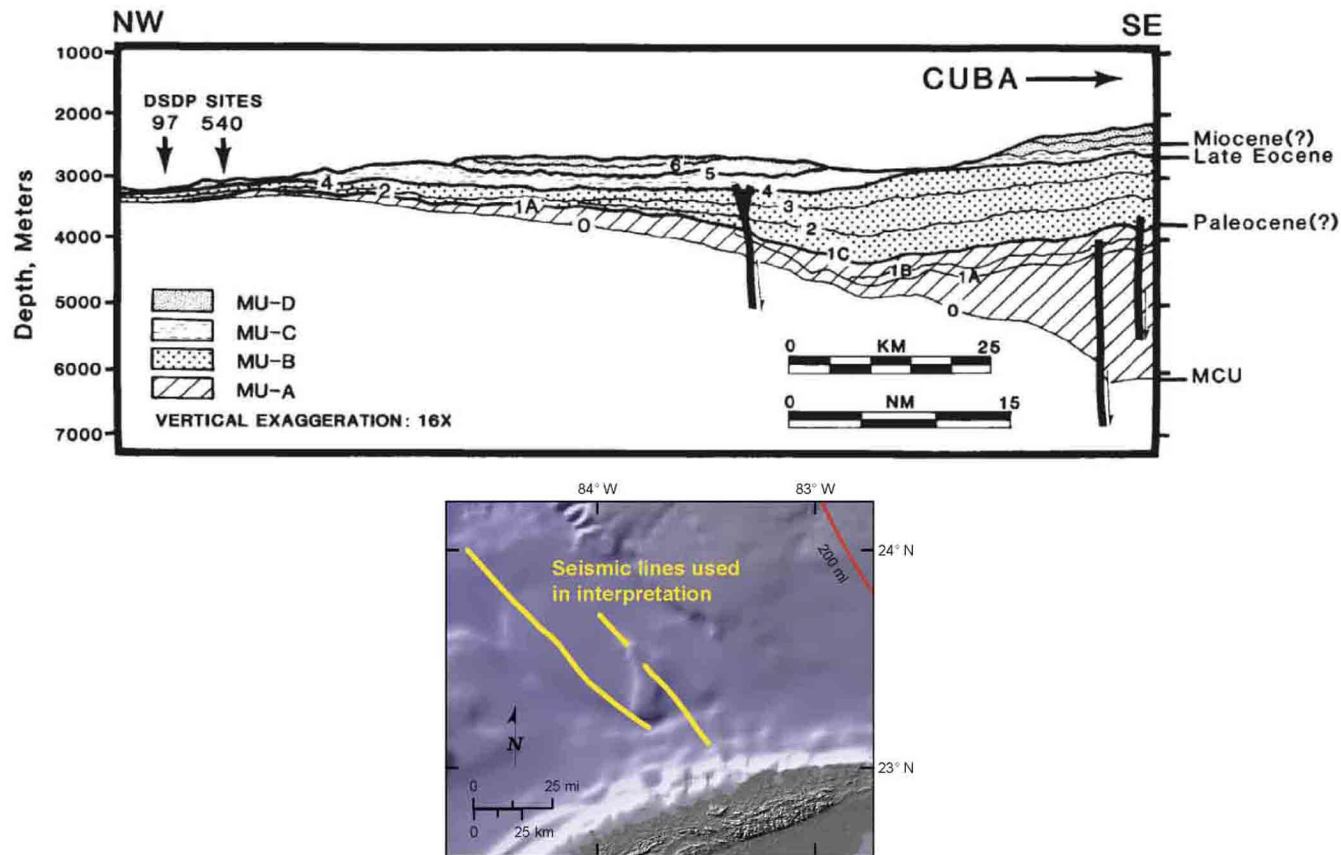 NW
SE
1000
2000
3000
4000
5000
6000
7000
Depth, Meters
DSDP SITES
97 540
CUBA
Miocene(?)
Late Eocene
Paleocene(?)
MCU
4
2
1A
0
6
5
4
3
2
1C
1B
1A
0
MU-D
MU-C
MU-B
MU-A
VERTICAL EXAGGERATION: 16X
0 KM 25
0 NM 15
84° W
83° W
24° N
23° N
200 mi
Seismic lines used
in interpretation
N
0 25 mi
0 25 km